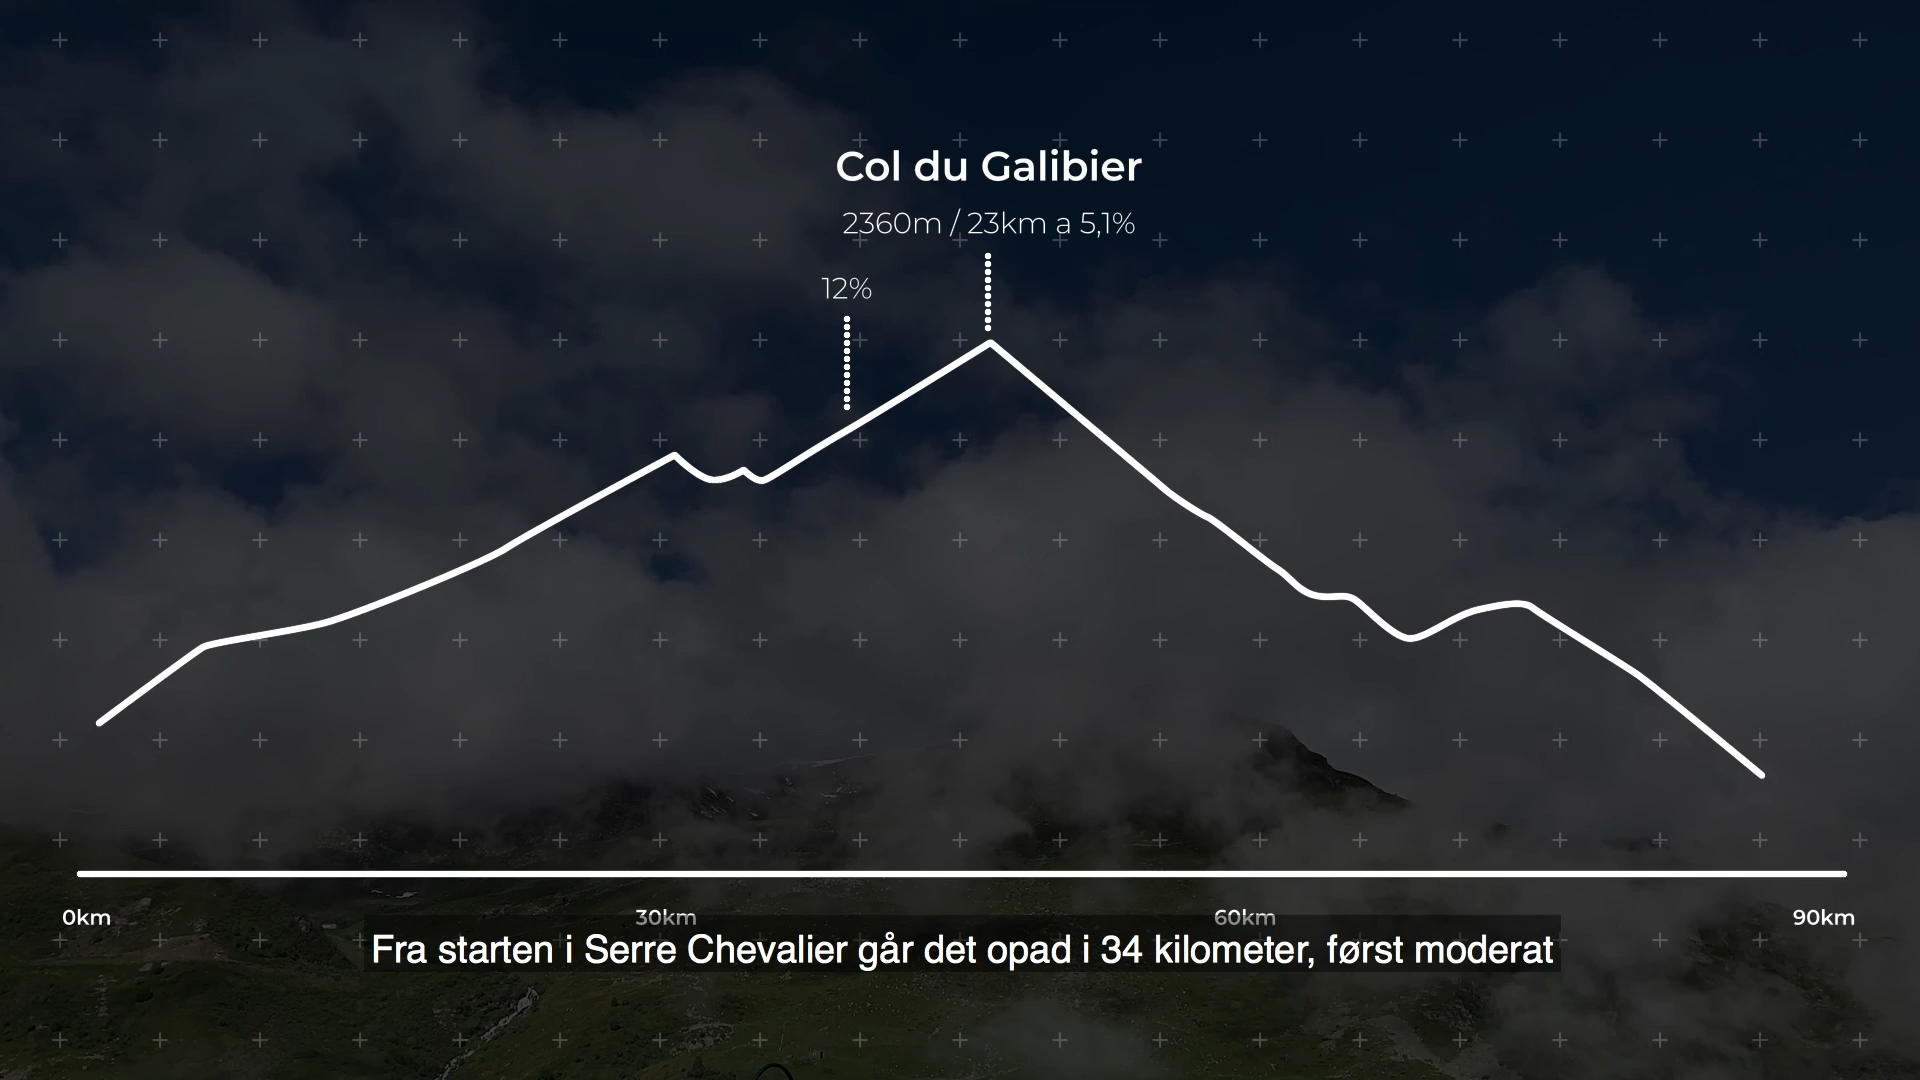 Col du Galibier
2360m / 23km a 5,1%
12%
0km
30km
60km
90km
Fra starten i Serre Chevalier går det opad i 34 kilometer, først moderat